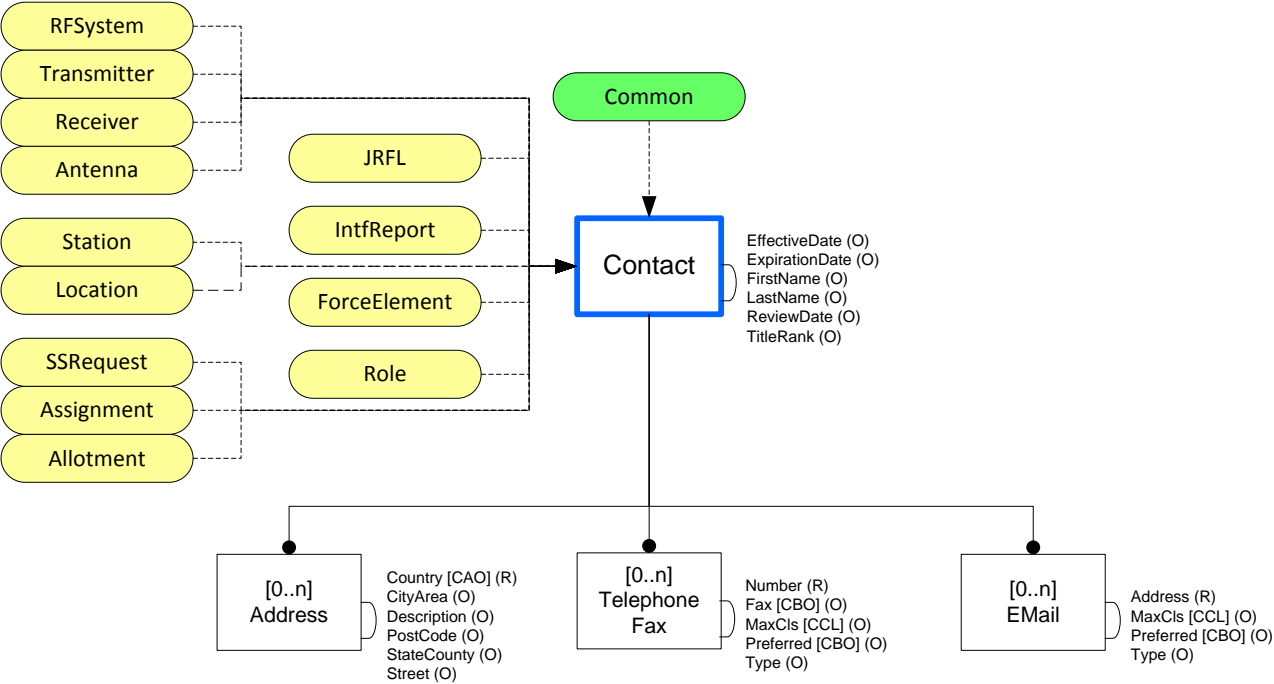 RFSystem
Transmitter
Receiver
Antenna
Station
Location
SSRequest
Assignment
Allotment
JRFL
IntfReport
ForceElement
Role
Common
Contact
EffectiveDate (O)
ExpirationDate (O)
FirstName (O)
LastName (O)
ReviewDate (O)
TitleRank (O)
[0..n]
Address
Country [CAO] (R)
CityArea (O)
Description (O)
PostCode (O)
StateCounty (O)
Street (O)
[0..n]
Telephone
Fax
Number (R)
Fax [CBO] (O)
MaxCls [CCL] (O)
Preferred [CBO] (O)
Type (O)
[0..n]
EMail
Address (R)
MaxCls [CCL] (O)
Preferred [CBO] (O)
Type (O)